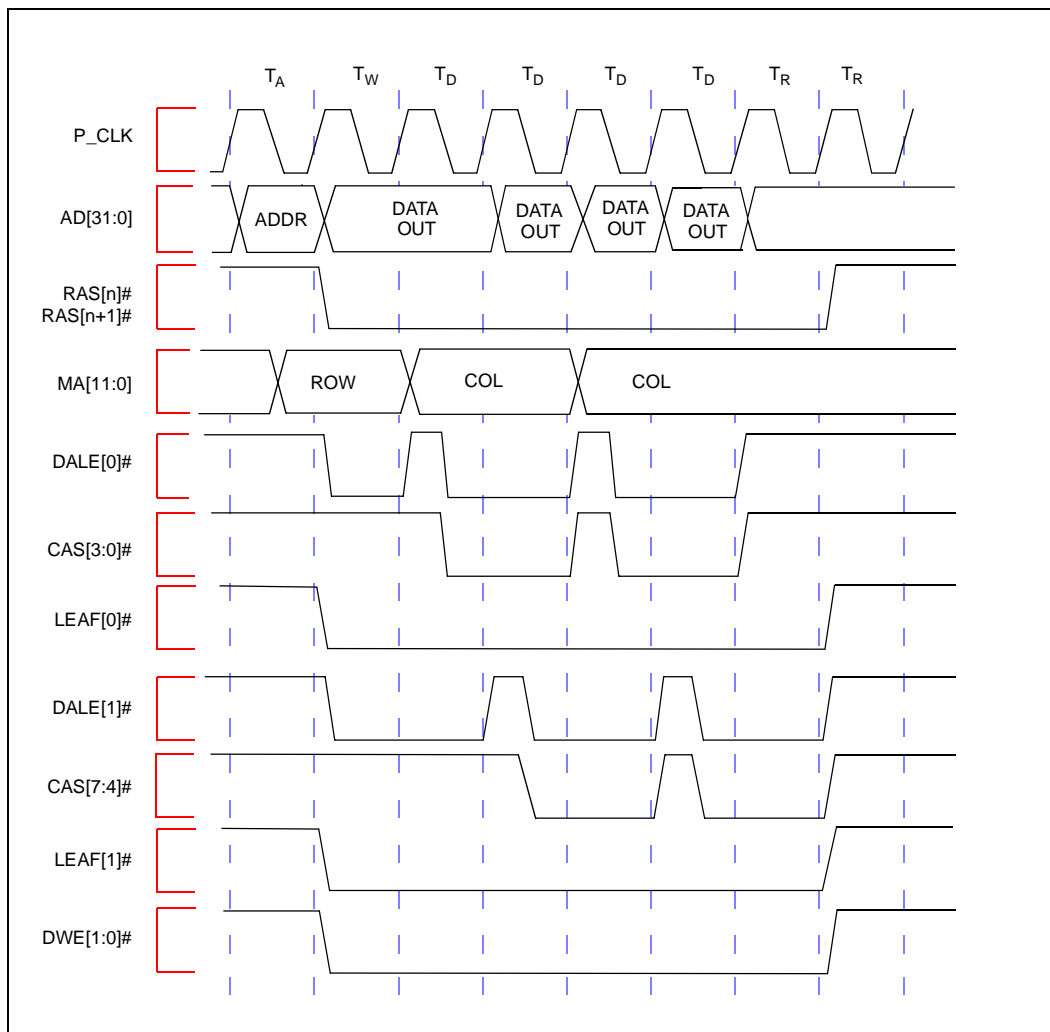 TA TW TD TD TD TD TR TR
P_CLK
AD[31:0]
ADDR
DATA
OUT
DATA
OUT
DATA
OUT
DATA
OUT
RAS[n]#
RAS[n+1]#
MA[11:0]
ROW
COL
COL
DALE[0]#
CAS[3:0]#
LEAF[0]#
DALE[1]#
CAS[7:4]#
LEAF[1]#
DWE[1:0]#